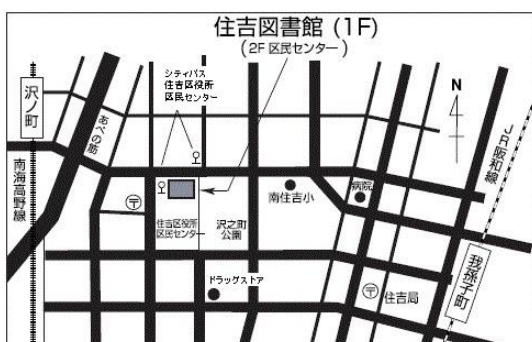 住吉図書館 (1F)
(2F 区民センター)
シティバス
住吉区役所
区民センター
沢ノ町
あべの筋
南海高野線
N
JR阪和線
〒
南住吉小
病院
住吉区役所
区民センター
沢之町
公園
我孫子町
ドラッグストア
〒
住吉局